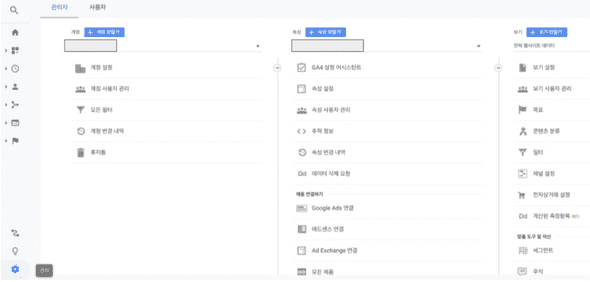 관리자
사용자
계정 + 계정 만들기
계정 설정
계정 사용자 관리
모든 필터
계정 변경 내역
휴지통
속성 + 속성 만들기
GA4 설정 어시스턴트
속성 설정
속성 사용자 관리
추적 정보
속성 변경 내역
Dd 데이터 삭제 요청
제품 연결하기
Google Ads 연결
애드센스 연결
Ad Exchange 연결
모든 제품
보기 + 보기 만들기
전체 웹사이트 데이터
보기 설정
보기 사용자 관리
목표
콘텐츠 분류
필터
채널 설정
전자상거래 설정
Dd 계산된 측정항목 베타
맞춤 도구 및 자산
세그먼트
주석
관리